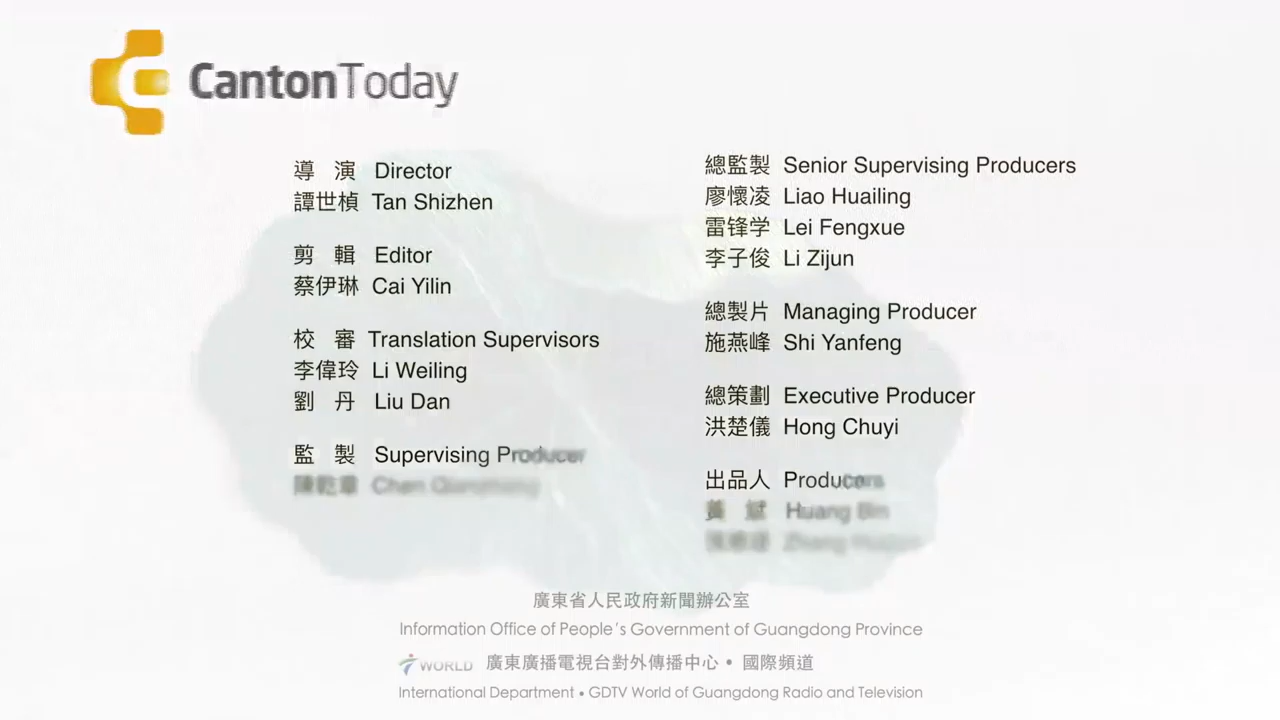 CantonToday
導 演 Director
譚世楨 Tan Shizhen
剪 輯 Editor
蔡伊琳 Cai Yilin
校 審 Translation Supervisors
李偉玲 Li Weiling
劉 丹 Liu Dan
監 製 Supervising Producer
總監製 Senior Supervising Producers
廖懷凌 Liao Huailing
雷锋学 Lei Fengxue
李子俊 Li Zijun
總製片 Managing Producer
施燕峰 Shi Yanfeng
總策劃 Executive Producer
洪楚儀 Hong Chuyi
出品人 Producers
黃 斌 Huang Bin
廣東省人民政府新聞辦公室
Information Office of People's Government of Guangdong Province
WORLD 廣東廣播電視台對外傳播中心 • 國際頻道
International Department • GDTV World of Guangdong Radio and Television